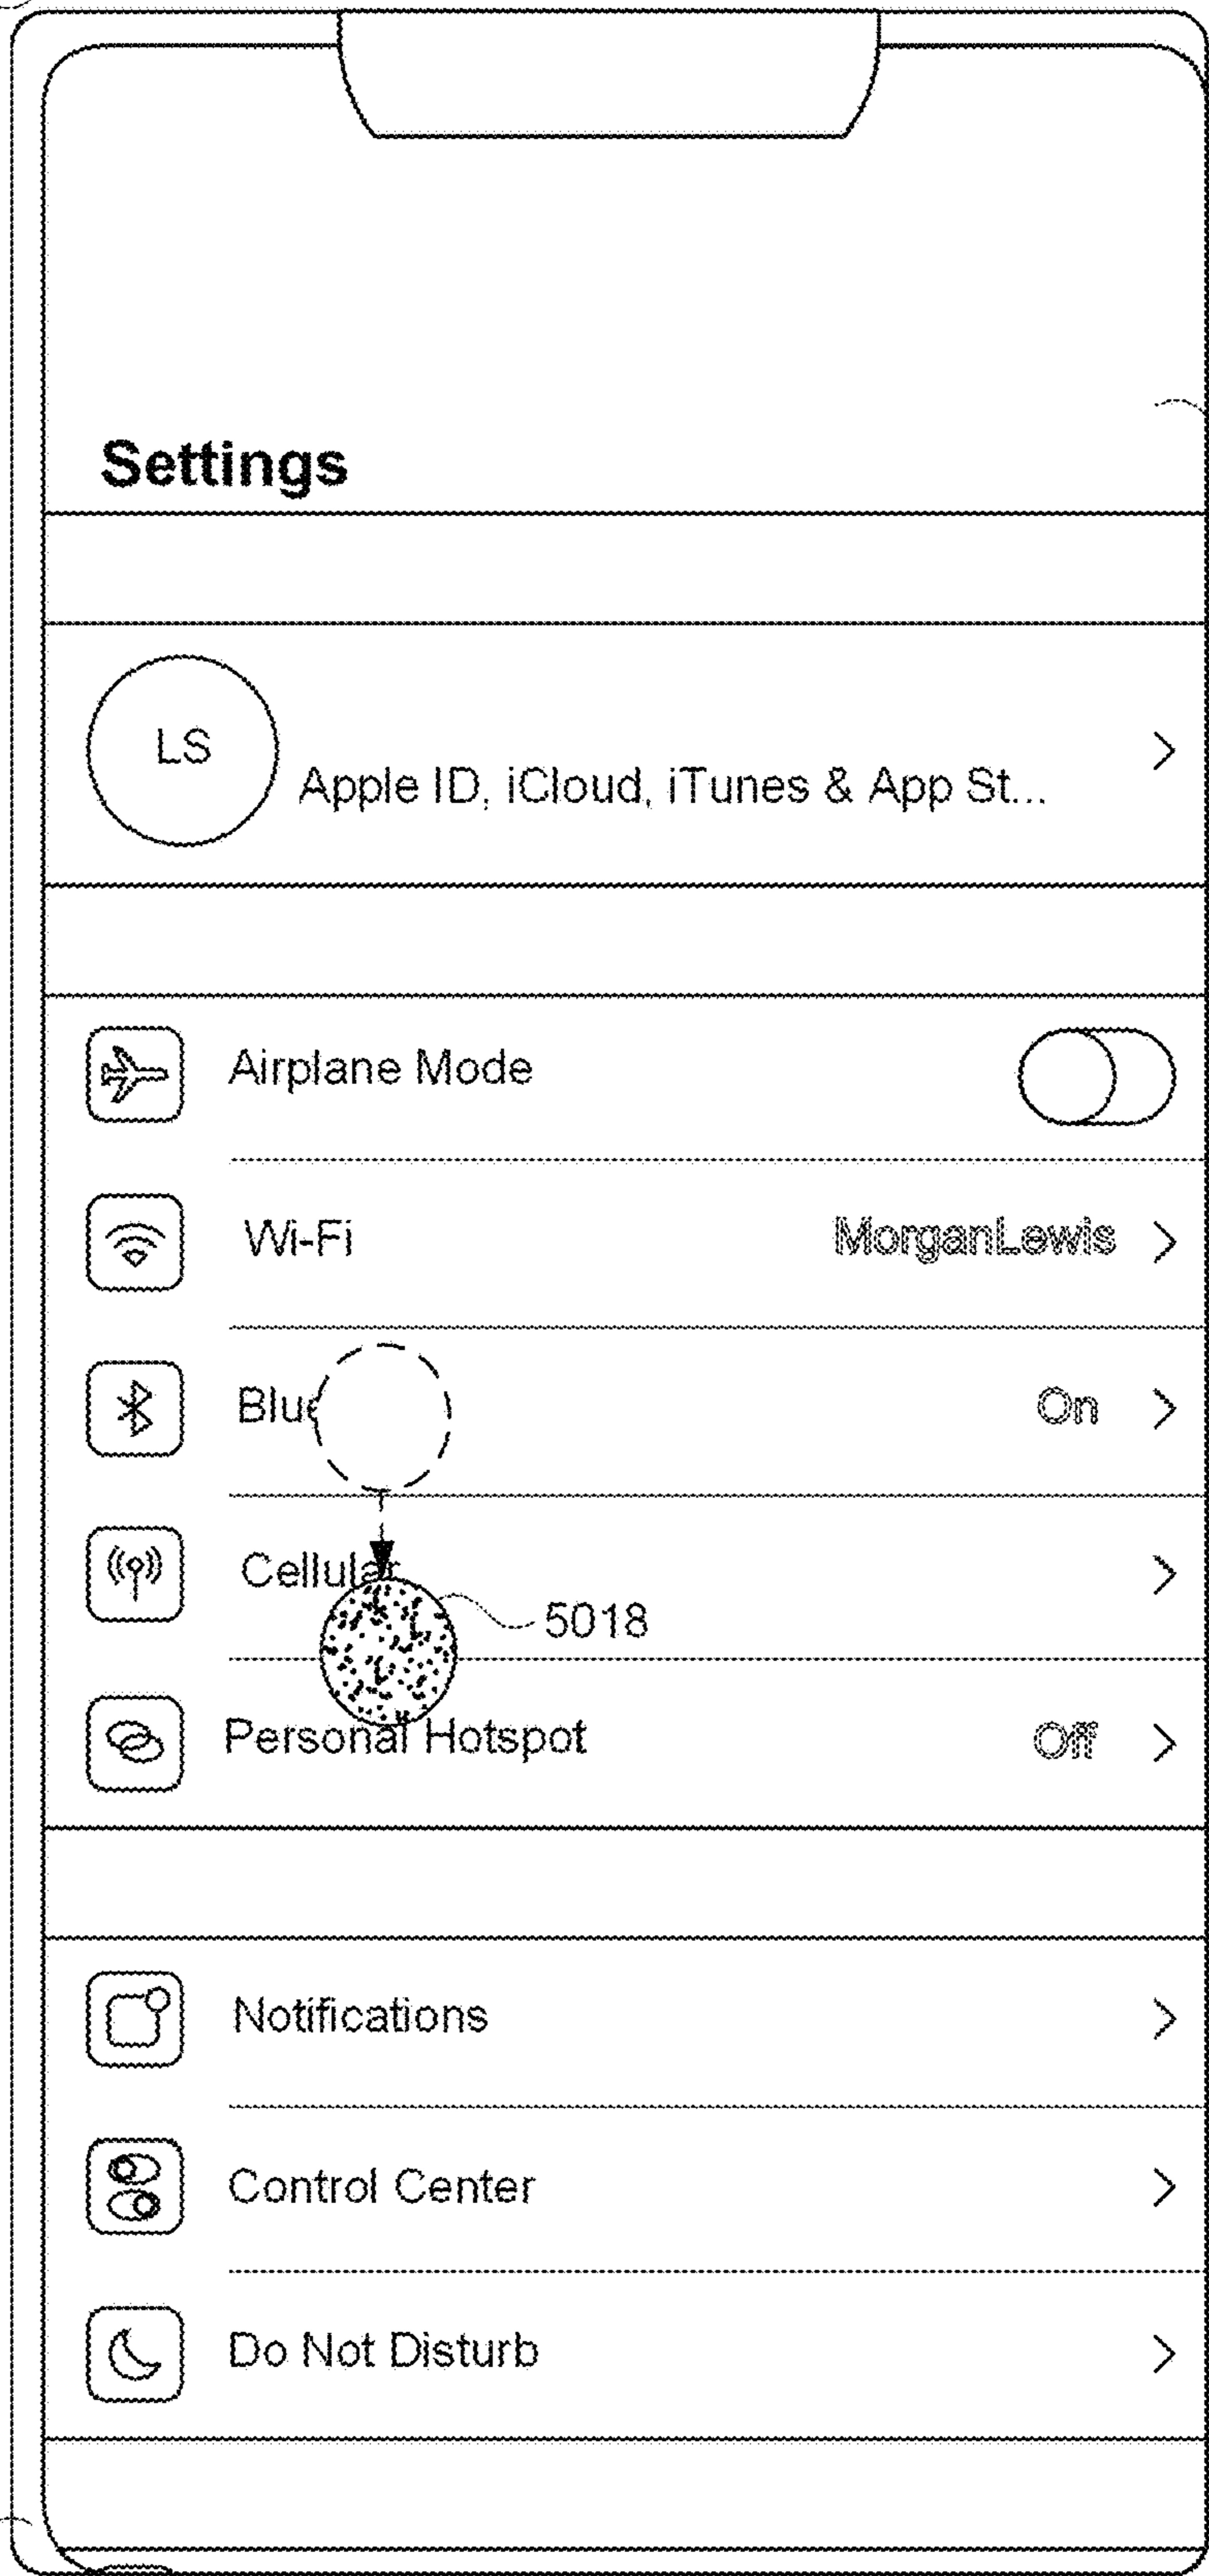 Settings
LS
Apple ID, iCloud, iTunes & App St...
Airplane Mode
Wi-Fi MorganLewis
On
Cellular
5018
Personal Hotspot Off
Notifications
Control Center
Do Not Disturb